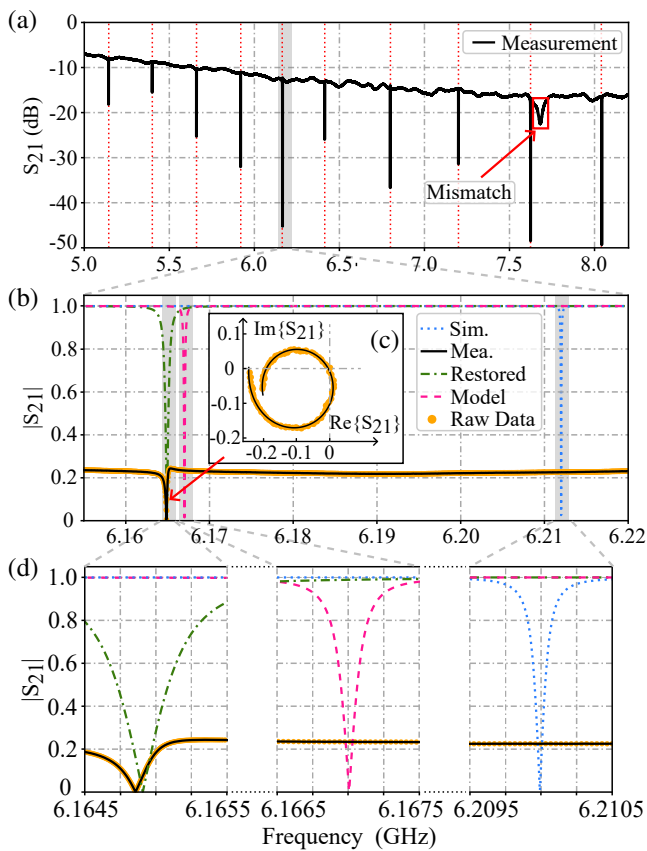 (a)
0
-10
-20
-30
-40
-50
S21 (dB)
Measurement
Mismatch
5.0 5.5 6.0 6.5 7.0 7.5 8.0
(b)
1.0
0.8
0.6
0.4
0.2
0
|S21|
Im{S21}
(c)
0.1
0
-0.1
-0.2
Re{S21}
-0.2 -0.1 0
Sim.
Mea.
Restored
Model
Raw Data
6.16 6.17 6.18 6.19 6.20 6.21 6.22
(d)
1.0
0.8
0.6
0.4
0.2
0
|S21|
6.1645 6.1655 6.1665 6.1675 6.2095 6.2105
Frequency (GHz)